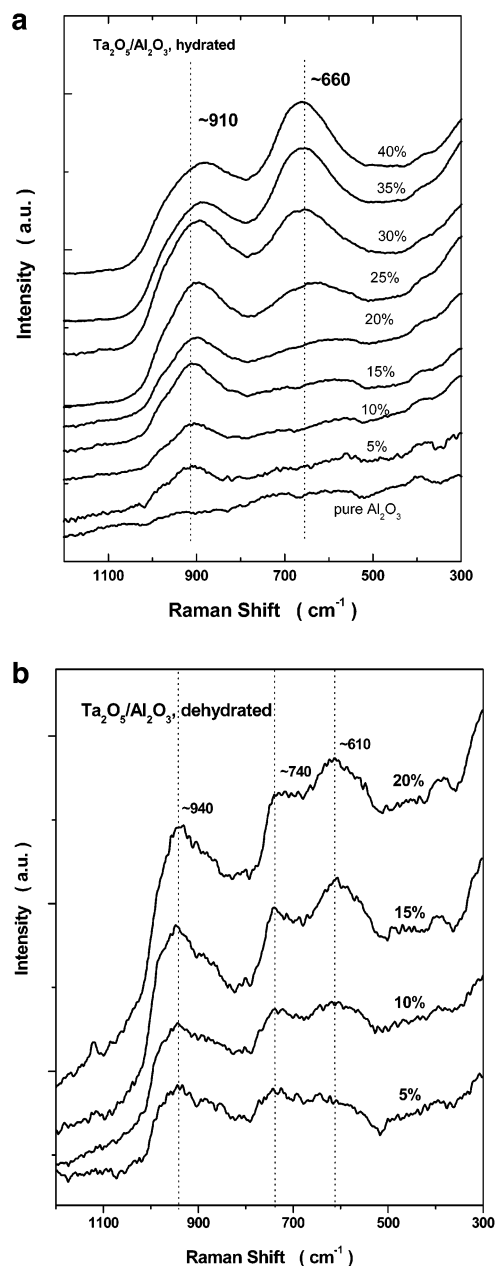 a
Ta₂O₅/Al₂O₃, hydrated
~660
~910
40%
35%
30%
25%
20%
15%
10%
5%
pure Al₂O₃
Intensity ( a.u.)
1100 900 700 500 300
Raman Shift ( cm⁻¹)
b
Ta₂O₅/Al₂O₃, dehydrated
~610
~740
20%
~940
15%
10%
5%
Intensity ( a.u.)
1100 900 700 500 300
Raman Shift ( cm⁻¹)